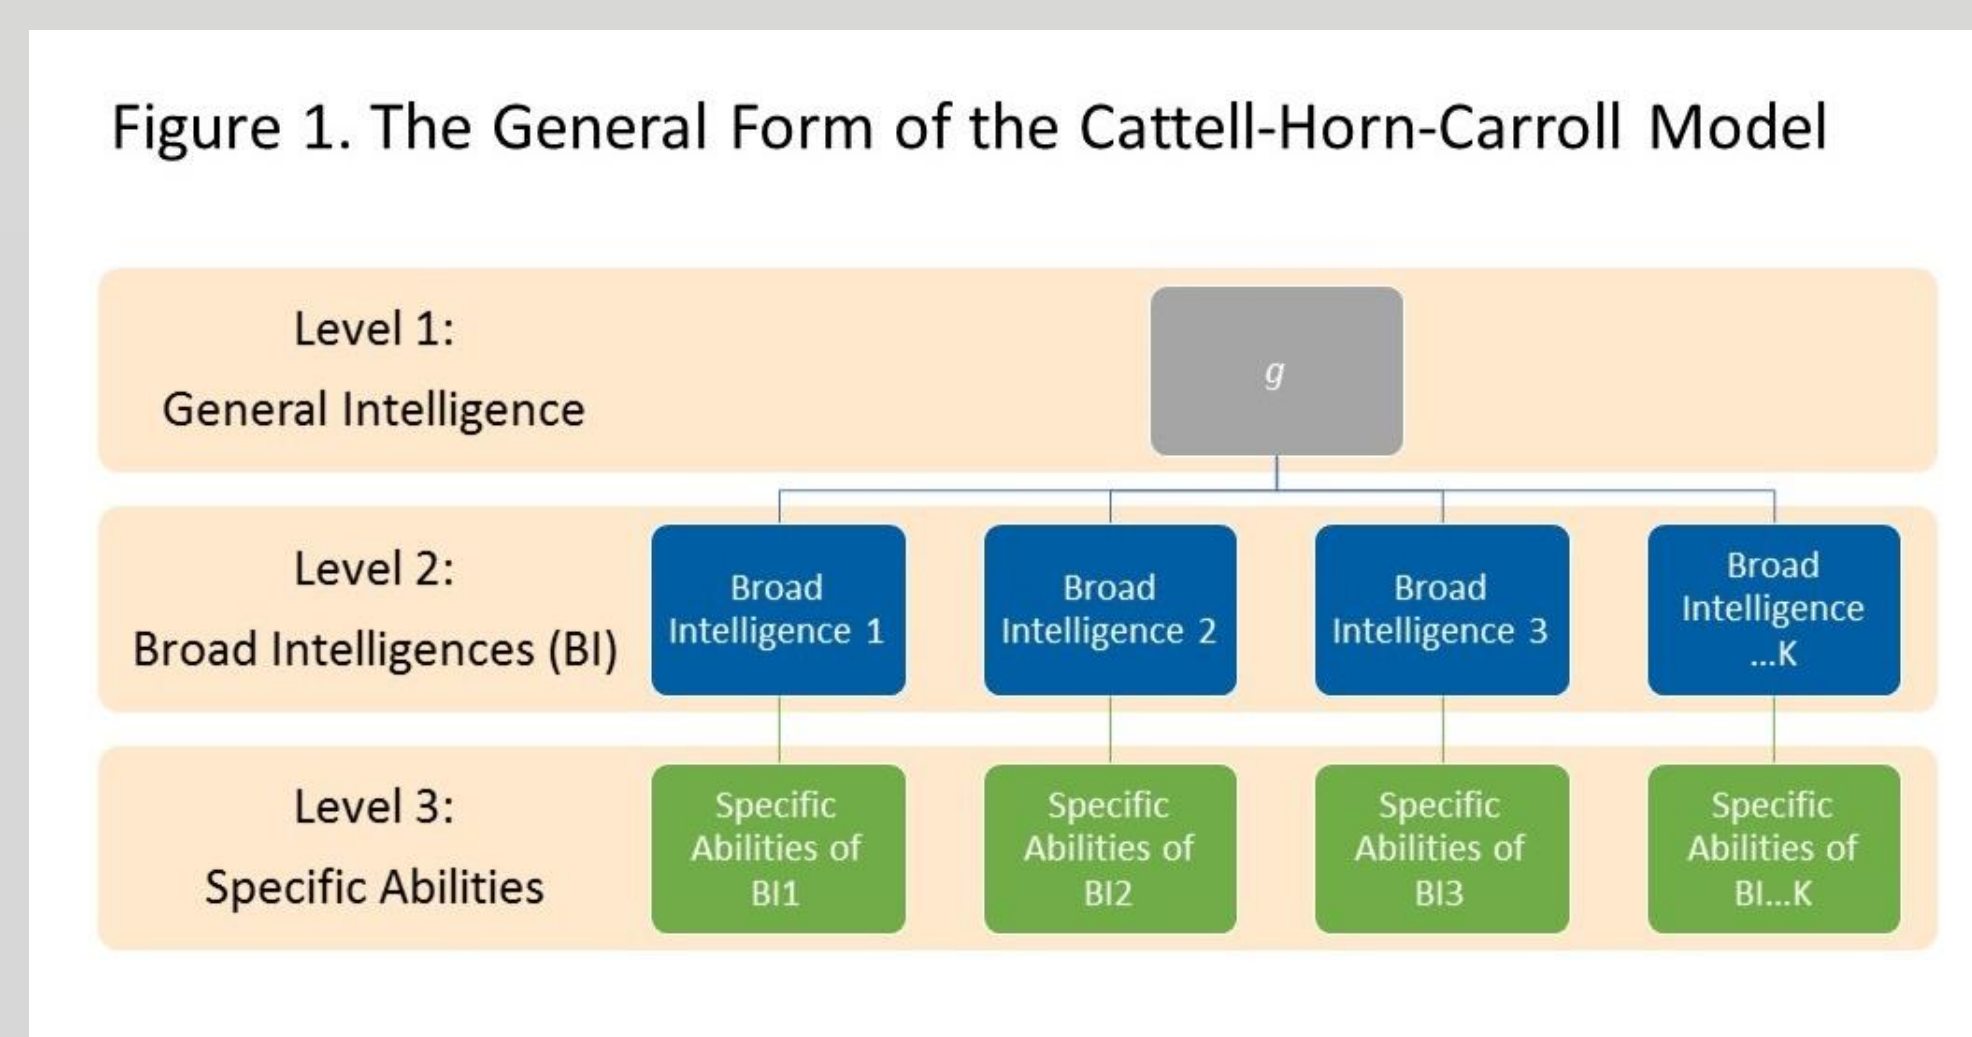 Figure 1. The General Form of the Cattell-Horn-Carroll Model
Level 1:
General Intelligence
g
Level 2:
Broad Intelligences (BI)
Broad
Intelligence 1
Broad
Intelligence 2
Broad
Intelligence 3
Broad
Intelligence
...K
Level 3:
Specific Abilities
Specific
Abilities of
BI1
Specific
Abilities of
BI2
Specific
Abilities of
BI3
Specific
Abilities of
BI...K